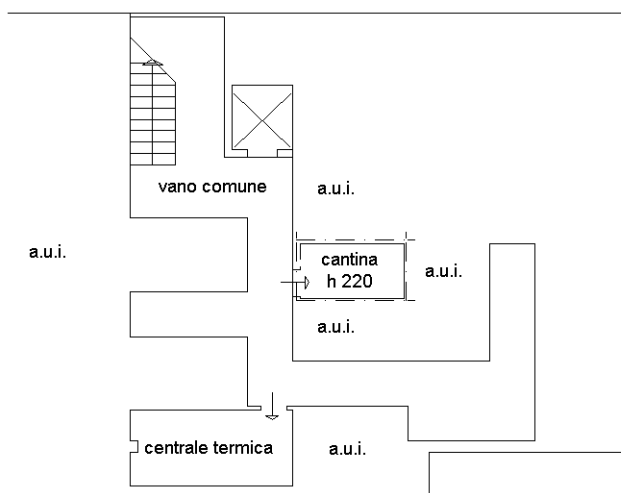 vano comune
a.u.i.
a.u.i.
cantina
h 220
a.u.i.
a.u.i.
centrale termica
a.u.i.